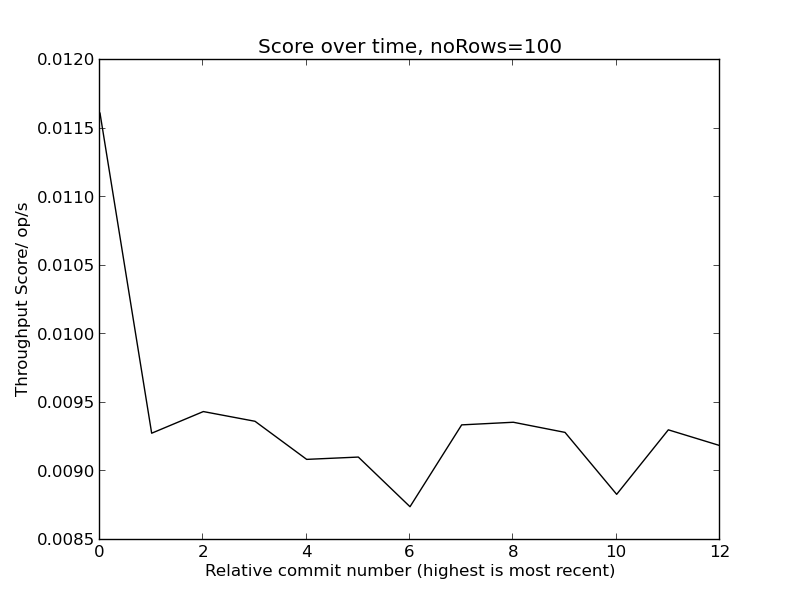 Score over time, noRows=100
0.0120
0.0115
0.0110
0.0105
0.0100
0.0095
0.0090
0.0085
Throughput Score/ op/s
0 2 4 6 8 10 12
Relative commit number (highest is most recent)